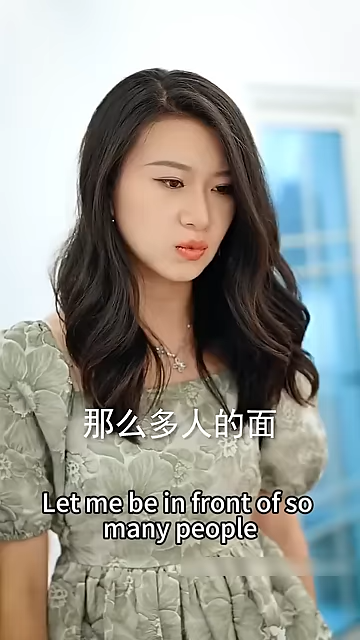 那么多人的面
Let me be in front of so
many people